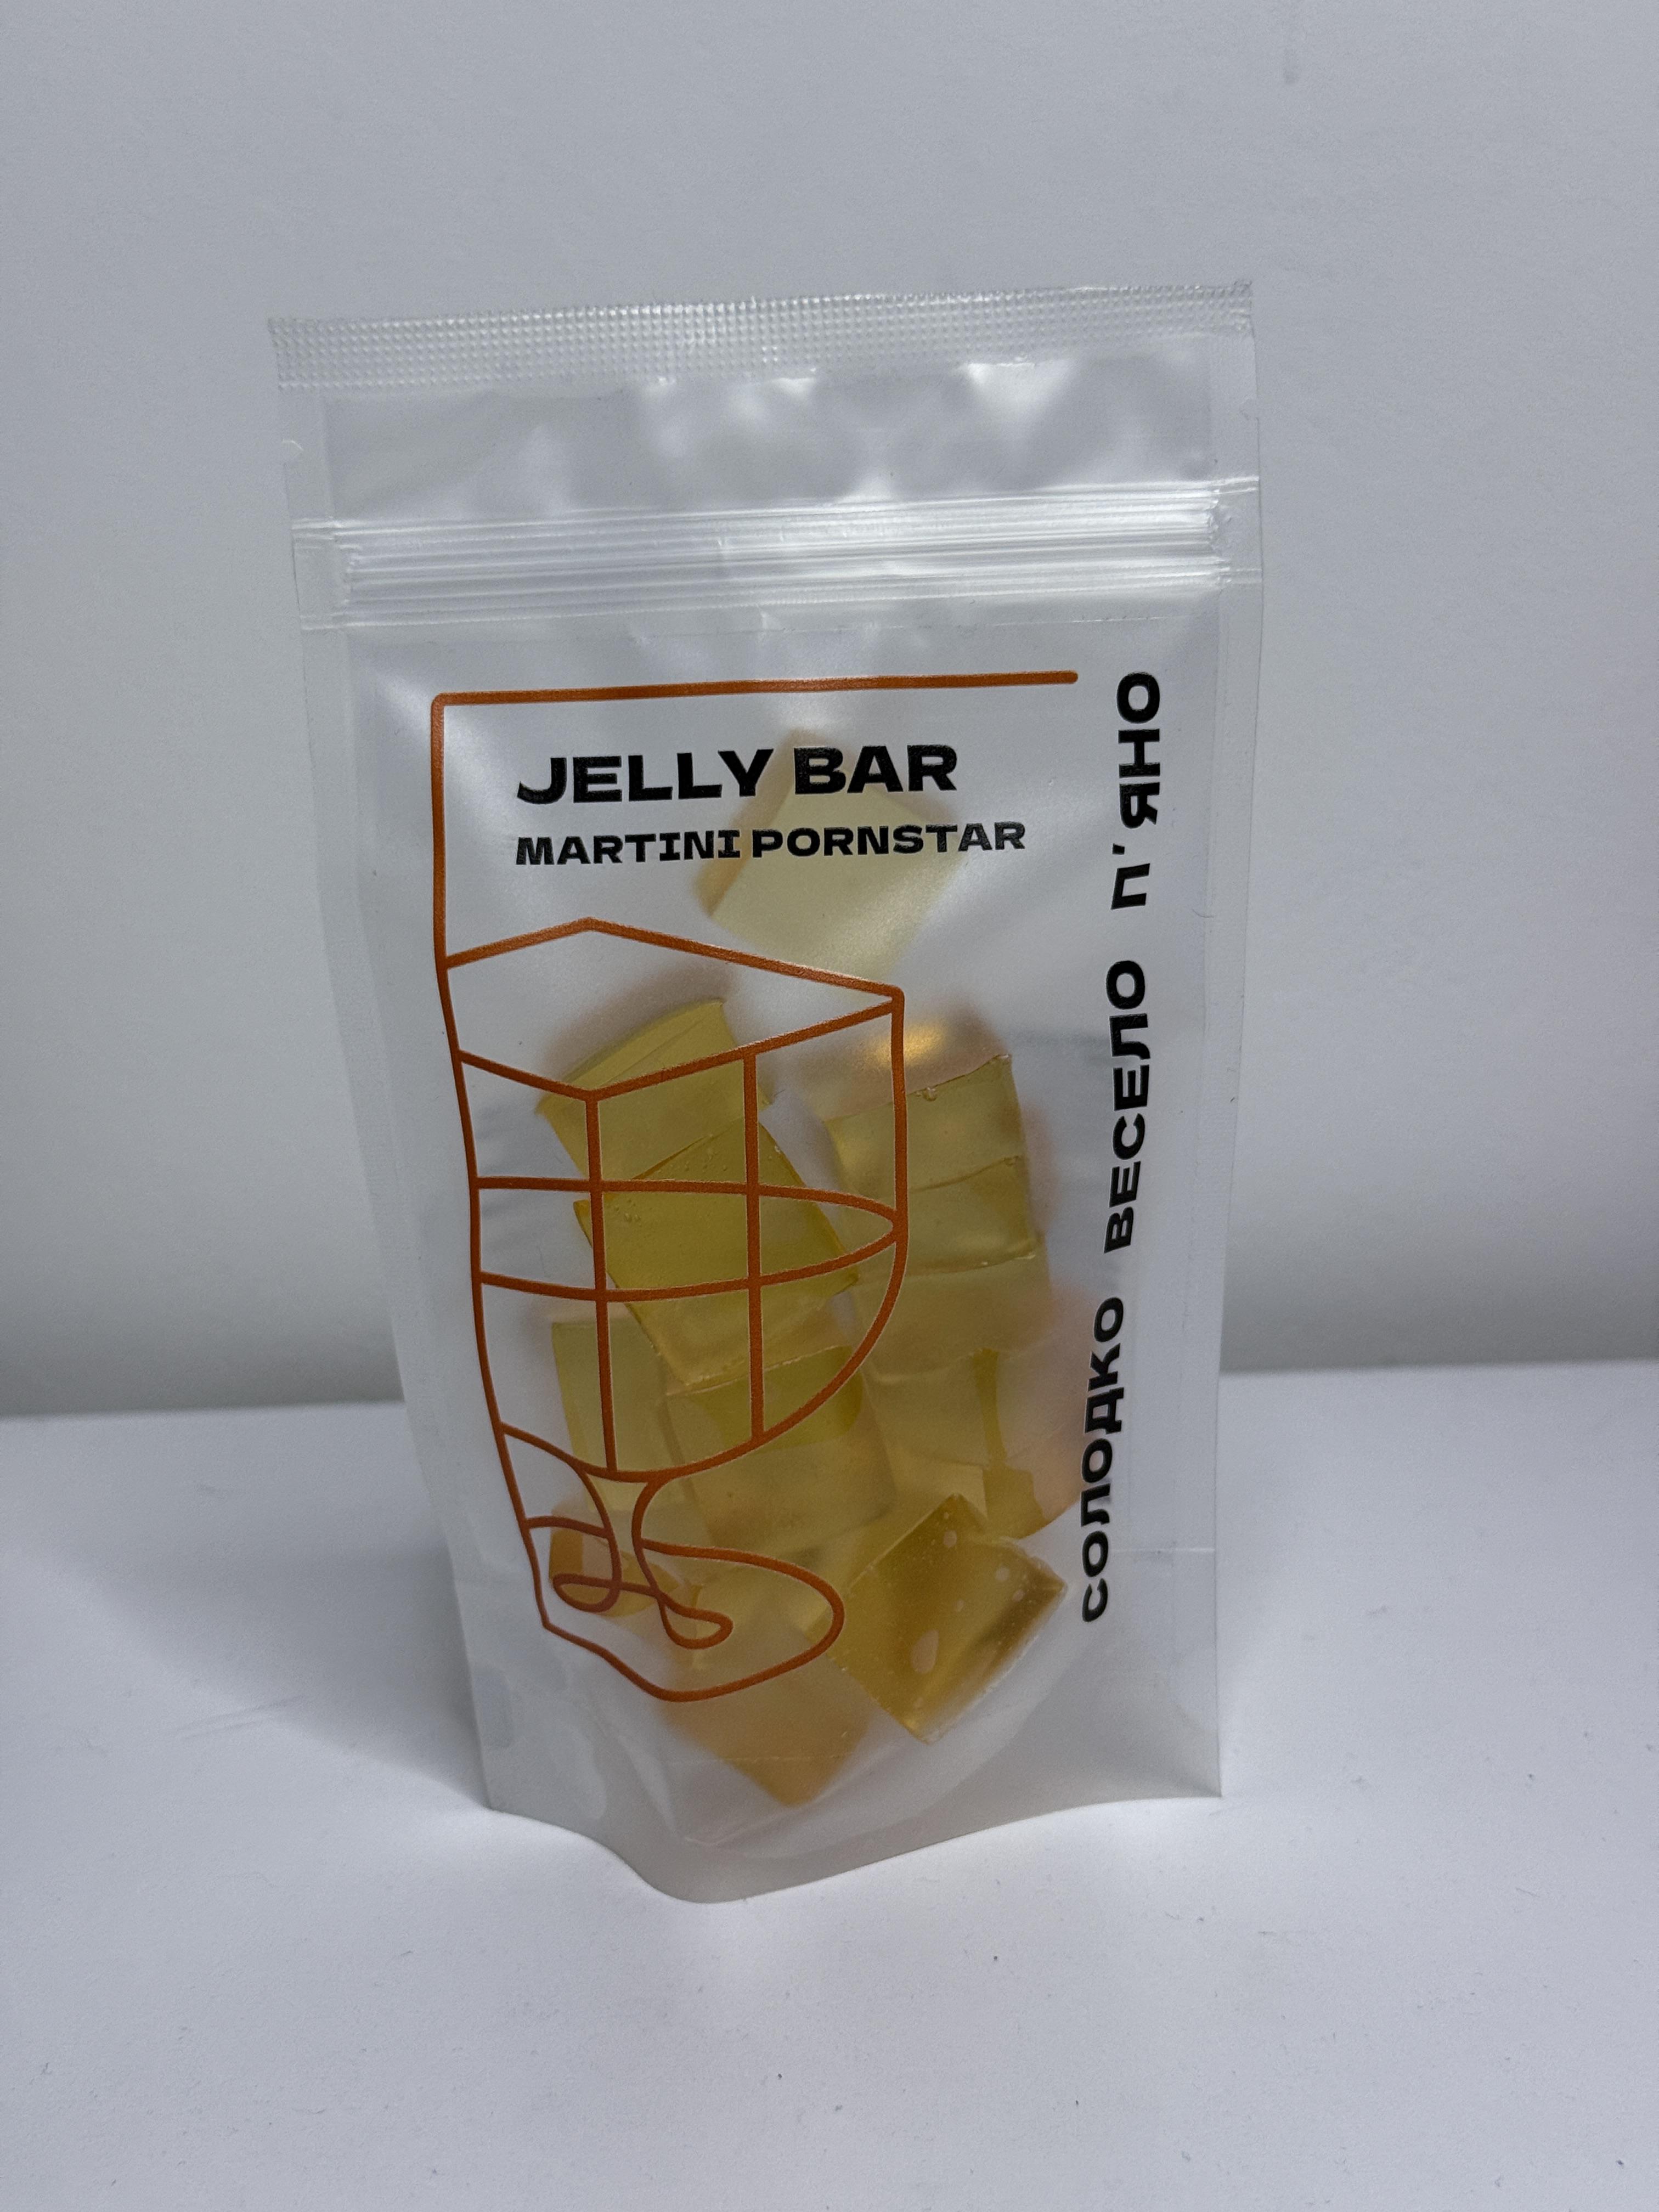 JELLY BAR
MARTINI PORNSTAR
СОЛОДКО ВЕСЕЛО П'ЯНО